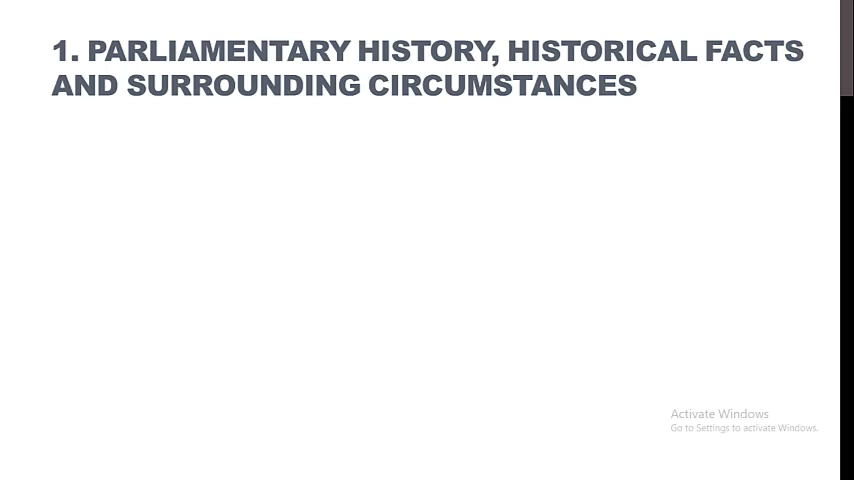 1. PARLIAMENTARY HISTORY, HISTORICAL FACTS
AND SURROUNDING CIRCUMSTANCES
Activate Windows
Go to Settings to activate Windows.